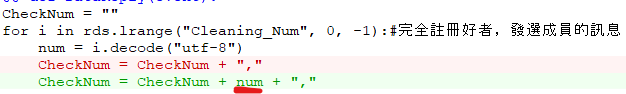 CheckNum = ""
for i in rds.lrange("Cleaning_Num", 0, -1):#完全註冊好者，發選成員的訊息
    num = i.decode("utf-8")
    CheckNum = CheckNum + ","
    CheckNum = CheckNum + num + ","